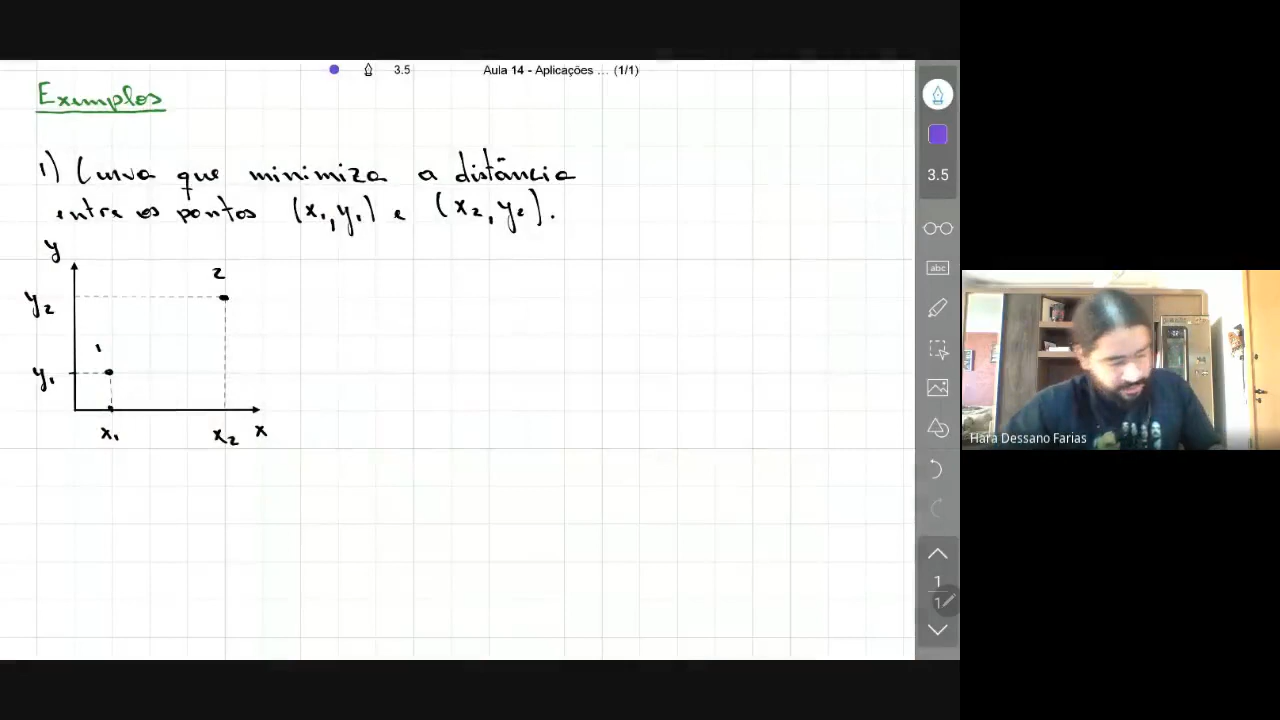 3.5 Aula 14 - Aplicações ... (1/1)
Exemplos
1) Curva que minimiza a distância
entre os pontos (x₁,y₁) e (x₂,y₂).
y
2
y₂
1
y₁
x₁ x₂ x
3.5
abc
1
1
Hara Dessano Farias